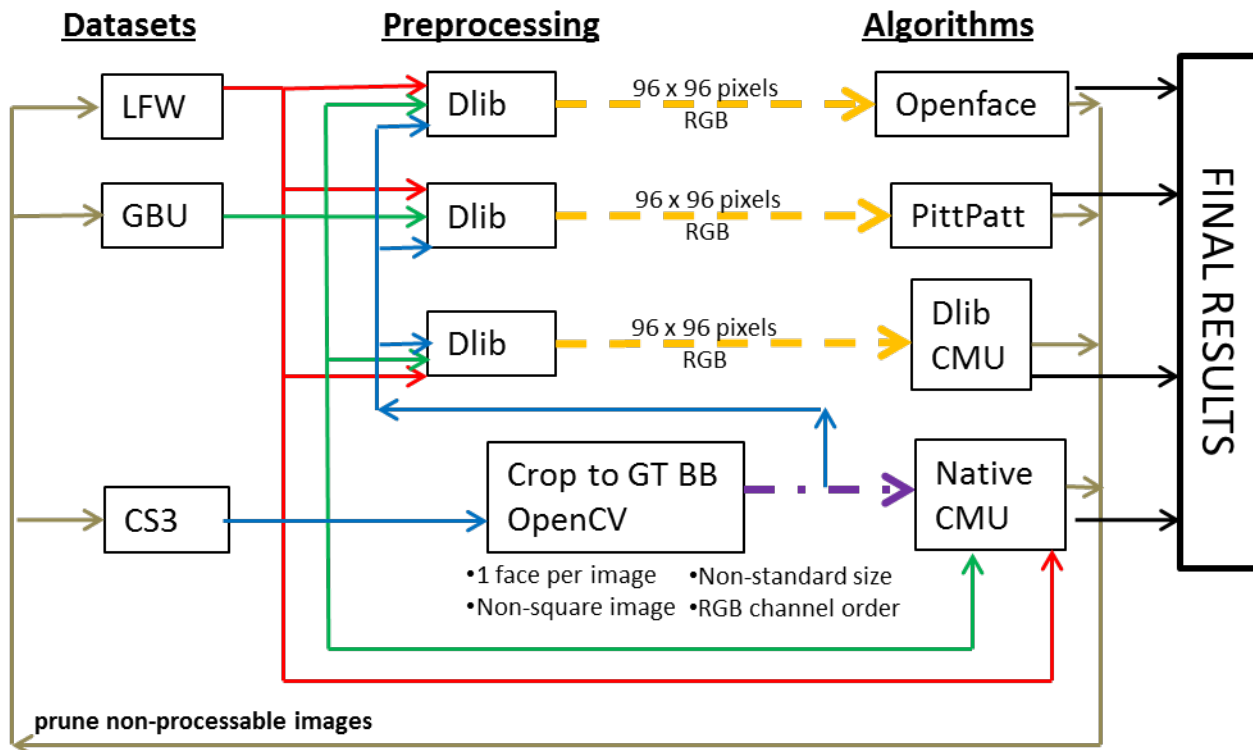 Datasets
Preprocessing
Algorithms
LFW
Dlib
96 x 96 pixels
RGB
Openface
GBU
Dlib
96 x 96 pixels
RGB
PittPatt
Dlib
96 x 96 pixels
RGB
Dlib
CMU
CS3
Crop to GT BB
OpenCV
Native
CMU
•1 face per image
•Non-square image
•Non-standard size
•RGB channel order
FINAL RESULTS
prune non-processable images